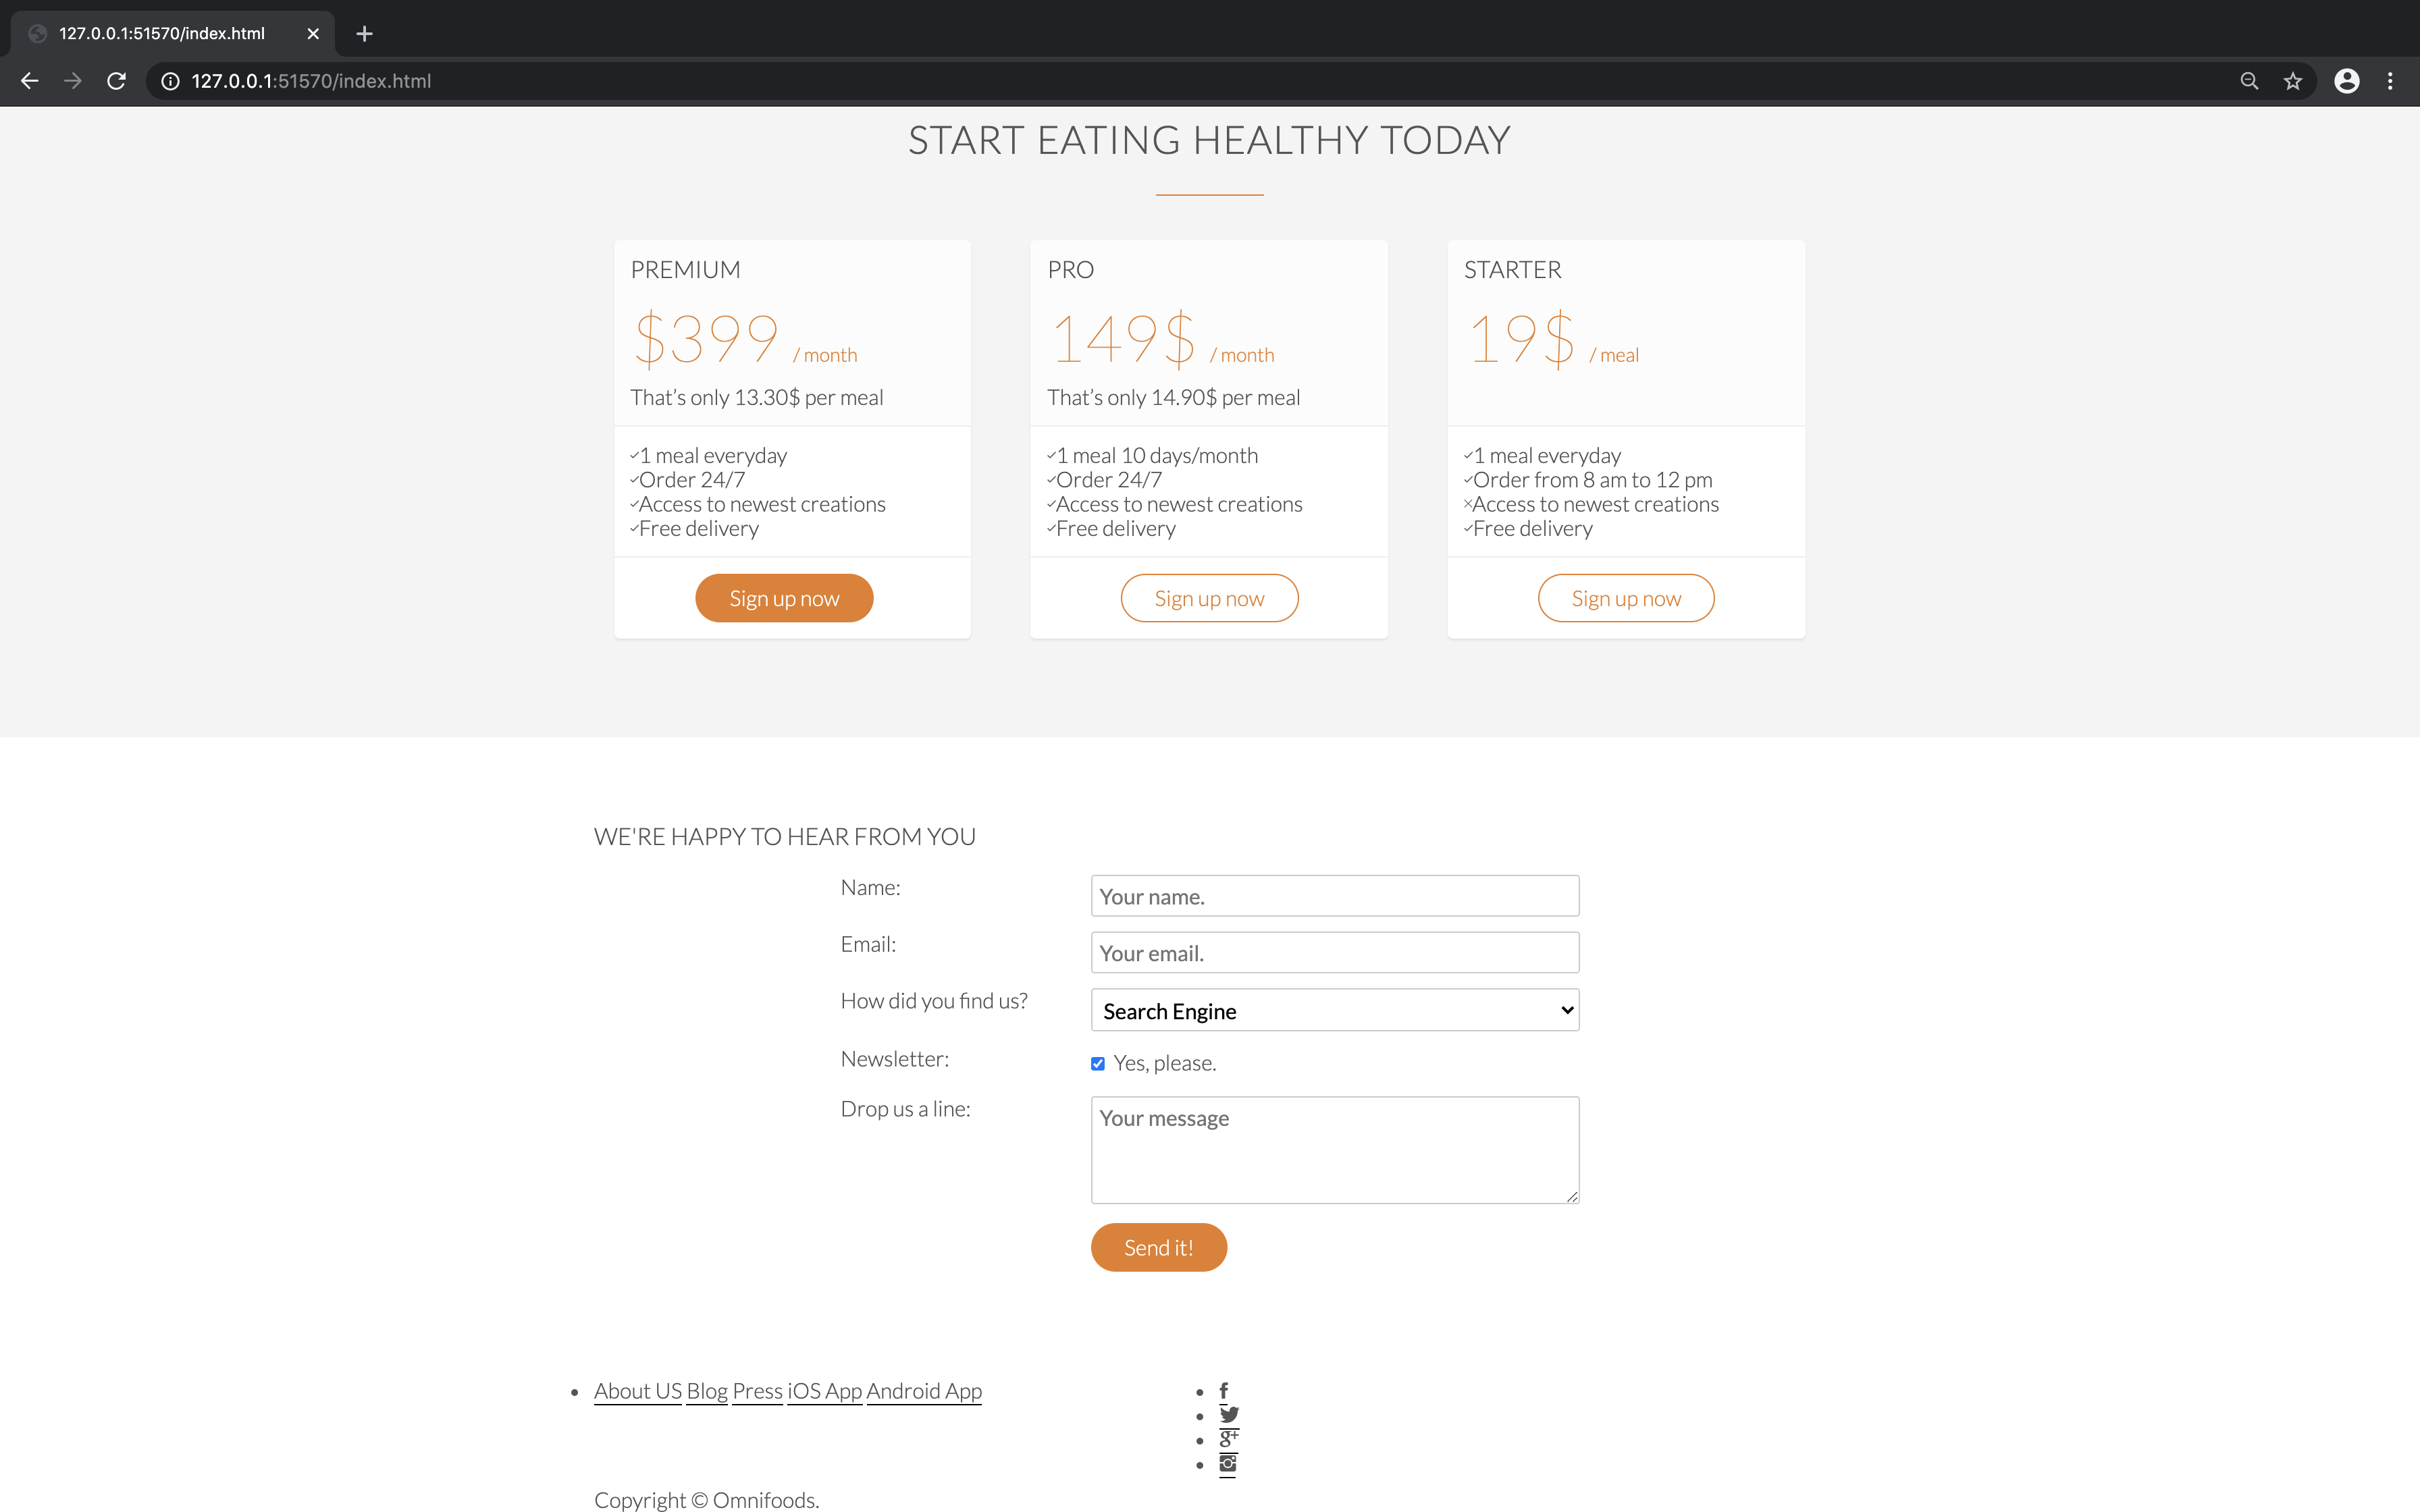 127.0.0.1:51570/index.html
127.0.0.1:51570/index.html
START EATING HEALTHY TODAY
PREMIUM
$399 / month
That's only 13.30$ per meal
1 meal everyday
Order 24/7
Access to newest creations
Free delivery
Sign up now
PRO
149$ / month
That's only 14.90$ per meal
1 meal 10 days/month
Order 24/7
Access to newest creations
Free delivery
Sign up now
STARTER
19$ / meal
1 meal everyday
Order from 8 am to 12 pm
Access to newest creations
Free delivery
Sign up now
WE'RE HAPPY TO HEAR FROM YOU
Name:
Your name.
Email:
Your email.
How did you find us?
Search Engine
Newsletter:
Yes, please.
Drop us a line:
Your message
Send it!
About US Blog Press iOS App Android App
f
g+
Copyright © Omnifoods.